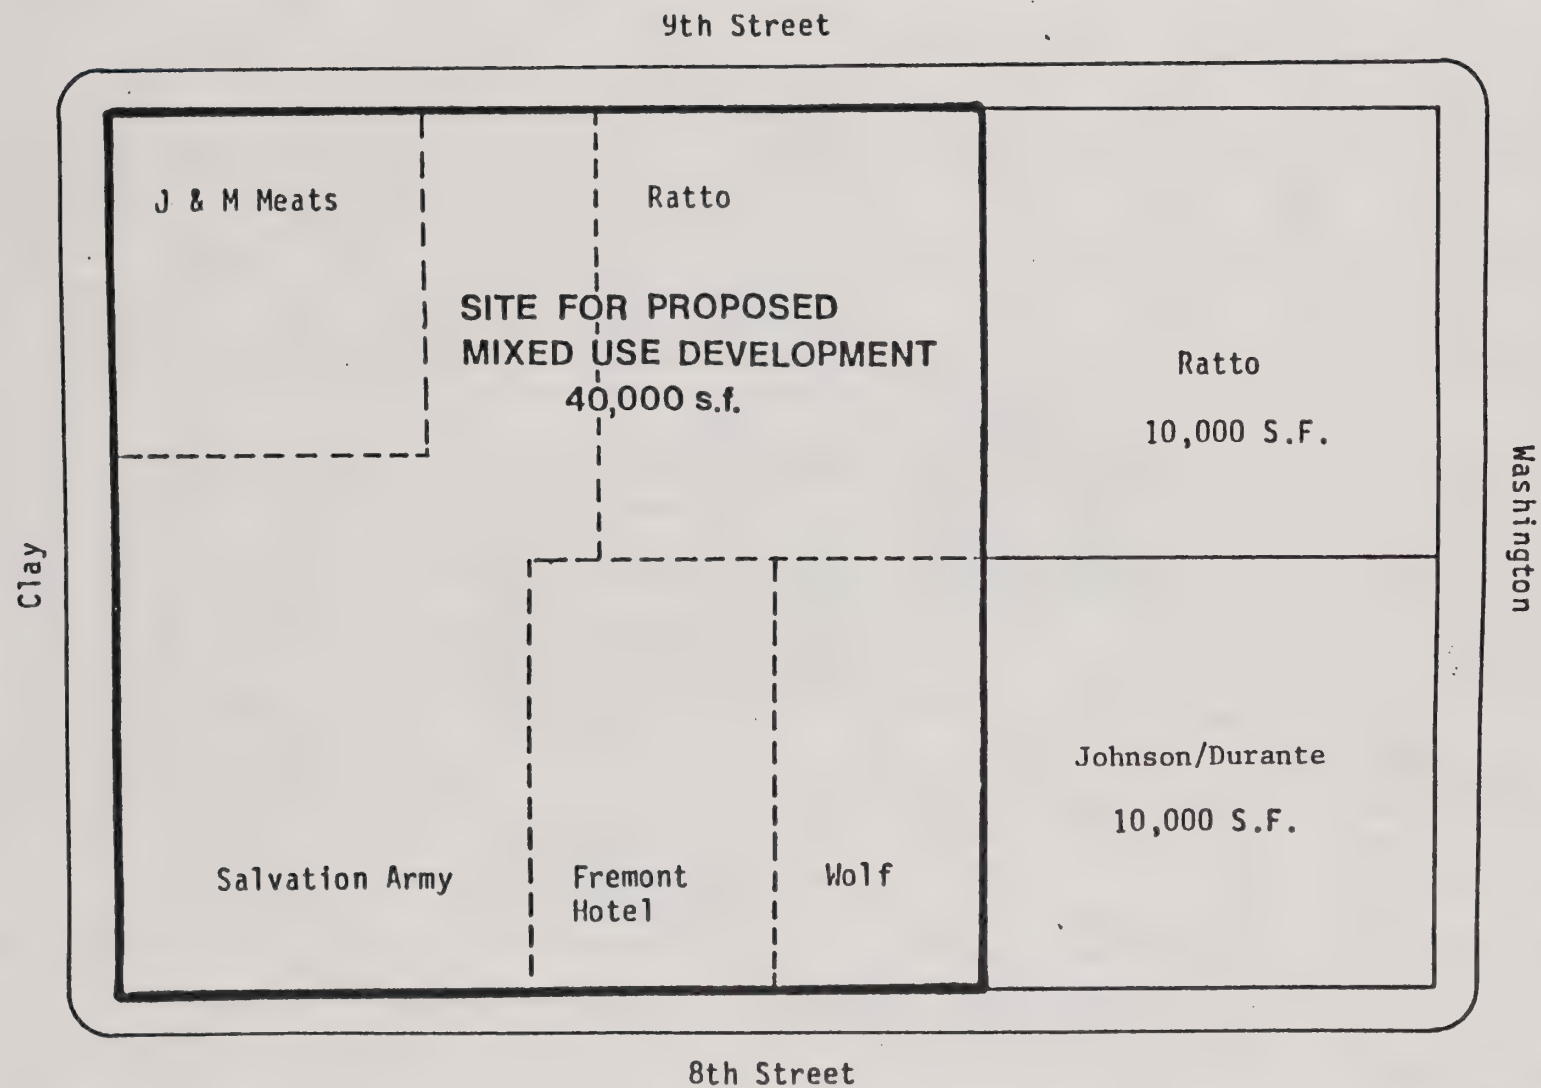 9th Street
J & M Meats
Ratto
SITE FOR PROPOSED
MIXED USE DEVELOPMENT
40,000 s.f.
Ratto
10,000 S.F.
Clay
Washington
Johnson/Durante
10,000 S.F.
Salvation Army
Fremont
Hotel
Wolf
8th Street